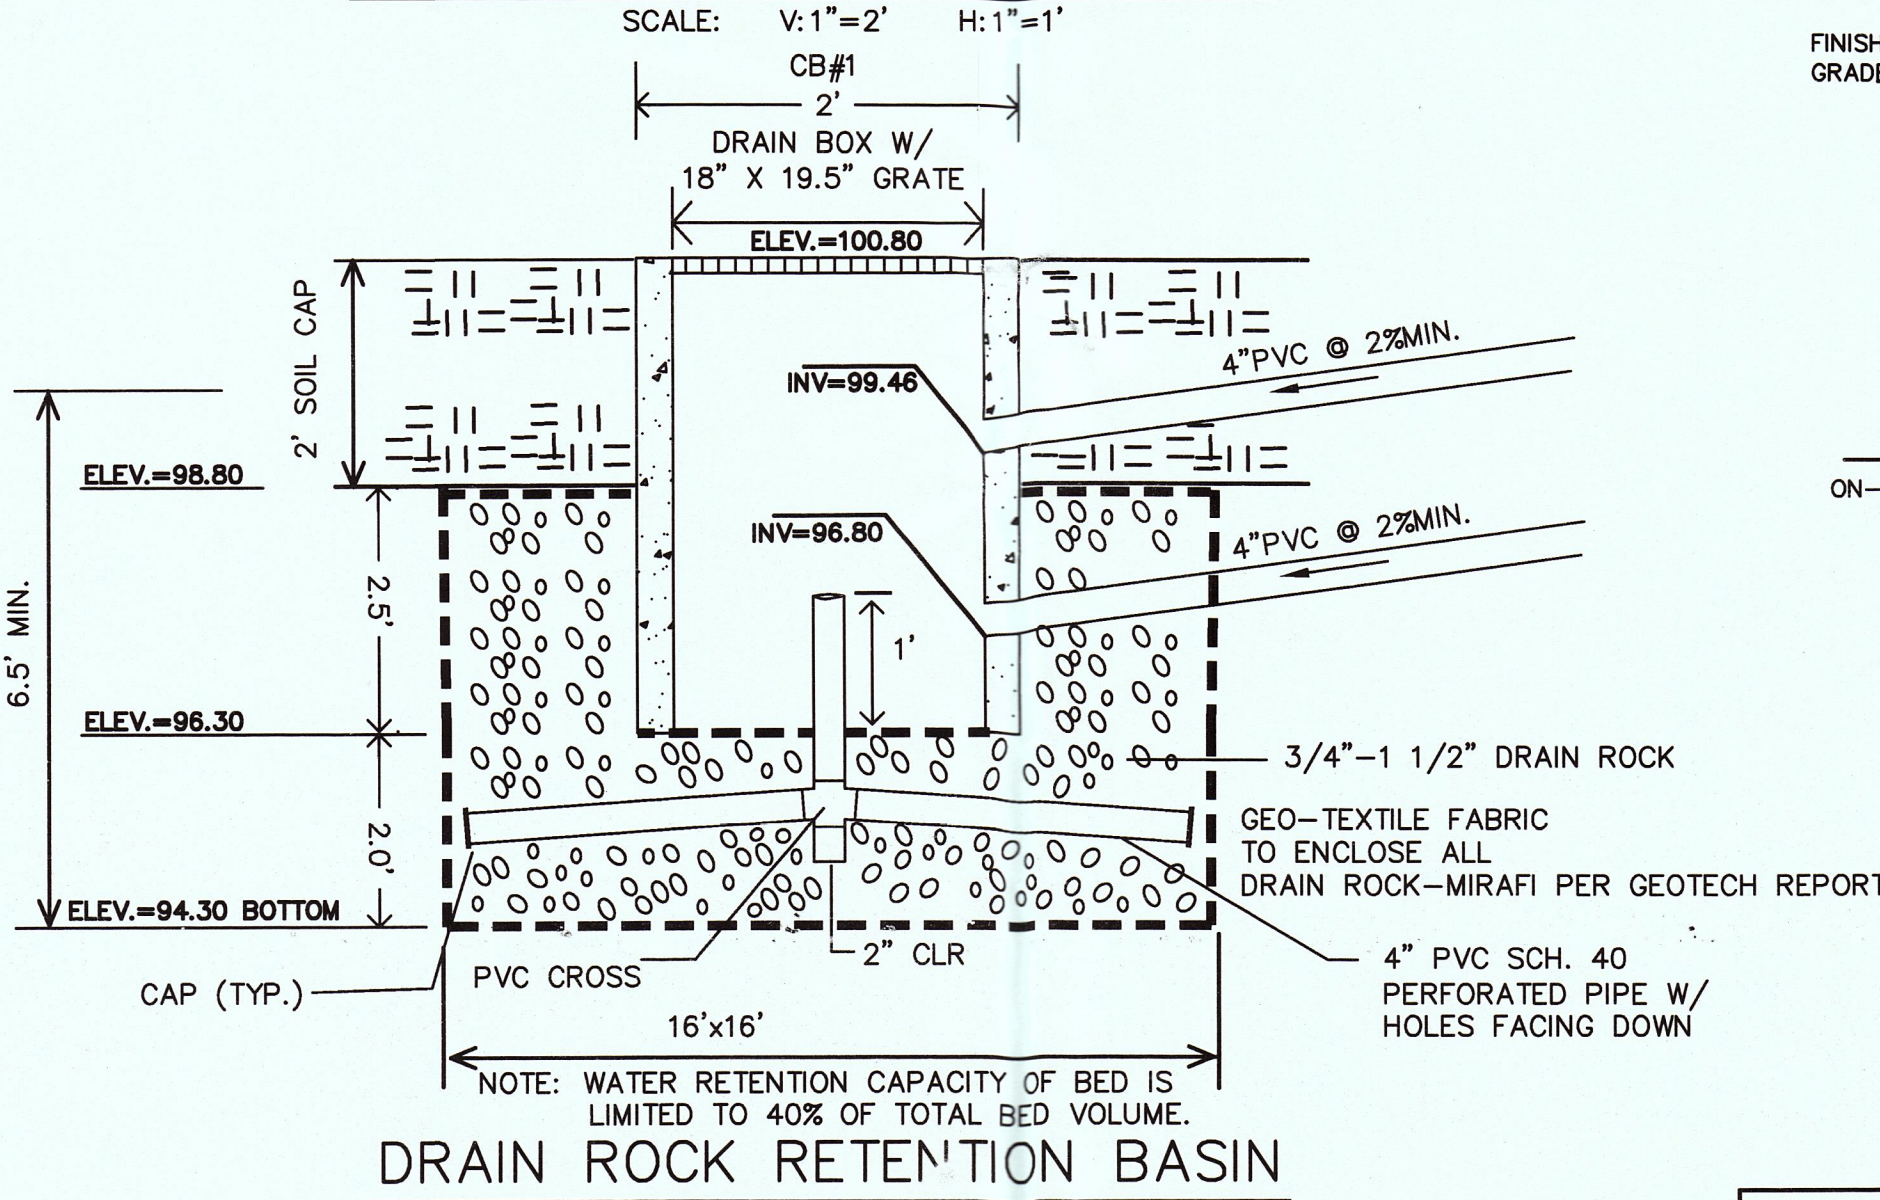 SCALE: V:1"=2' H:1"=1'
FINISH
GRADE
CB#1
2'
DRAIN BOX W/
18" X 19.5" GRATE
ELEV.=100.80
2' SOIL CAP
4"PVC @ 2%MIN.
INV=99.46
ELEV.=98.80
ON-
INV=96.80
4"PVC @ 2%MIN.
2.5'
6.5' MIN.
1'
ELEV.=96.30
3/4"-1 1/2" DRAIN ROCK
2.0'
GEO-TEXTILE FABRIC
TO ENCLOSE ALL
DRAIN ROCK-MIRAFI PER GEOTECH REPORT
ELEV.=94.30 BOTTOM
2" CLR
PVC CROSS
CAP (TYP.)
4" PVC SCH. 40
PERFORATED PIPE W/
HOLES FACING DOWN
16'x16'
NOTE: WATER RETENTION CAPACITY OF BED IS
LIMITED TO 40% OF TOTAL BED VOLUME.
DRAIN ROCK RETENTION BASIN